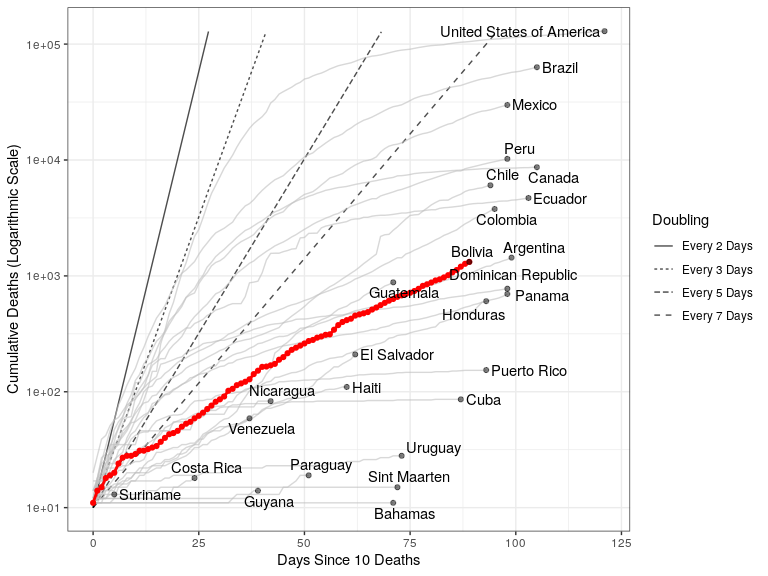 Cumulative Deaths (Logarithmic Scale)
1e+05
1e+04
1e+03
1e+02
1e+01
United States of America
Brazil
Mexico
Peru
Chile
Canada
Ecuador
Colombia
Bolivia
Argentina
Dominican Republic
Guatemala
Panama
Honduras
El Salvador
Puerto Rico
Nicaragua
Haiti
Cuba
Venezuela
Uruguay
Costa Rica
Paraguay
Sint Maarten
Suriname
Guyana
Bahamas
0
25
50
75
100
125
Days Since 10 Deaths
Doubling
Every 2 Days
Every 3 Days
Every 5 Days
Every 7 Days